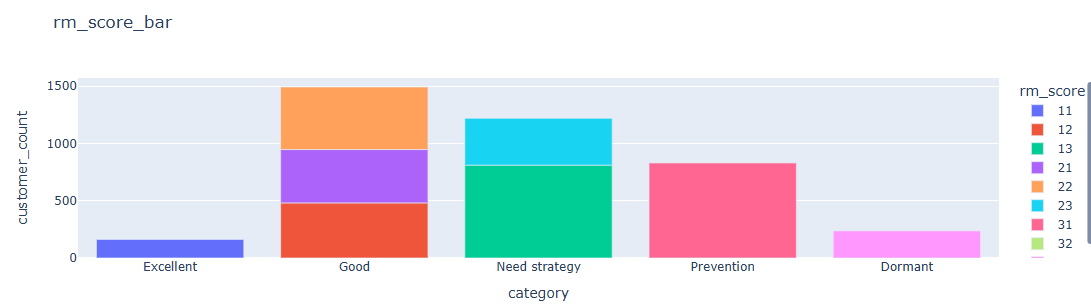 rm_score_bar
customer_count
1500
1000
500
0
Excellent
Good
Need strategy
Prevention
Dormant
category
rm_score
11
12
13
21
22
23
31
32